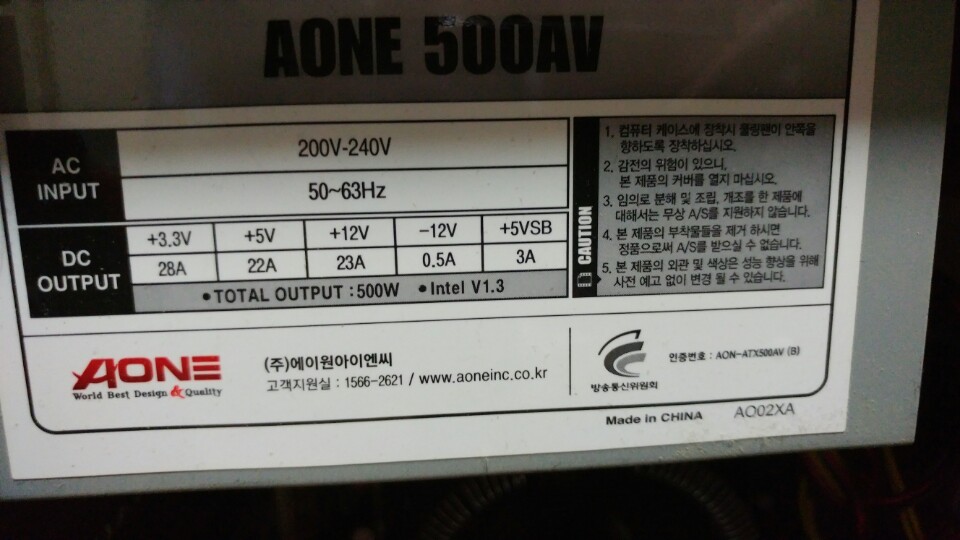 AONE 500AV
AC INPUT
200V-240V
50~63Hz
DC OUTPUT
+3.3V +5V +12V -12V +5VSB
28A 22A 23A 0.5A 3A
•TOTAL OUTPUT : 500W •Intel V1.3
CAUTION
1. 컴퓨터 케이스에 장착시 쿨링팬이 안쪽을
향하도록 장착하십시오.
2. 감전의 위험이 있으니,
본 제품의 커버를 열지 마십시오.
3. 임의로 분해 및 조립, 개조를 한 제품에
대해서는 무상 A/S를 지원하지 않습니다.
4. 본 제품의 부착물들을 제거 하시면
정품으로써 A/S를 받으실 수 없습니다.
5. 본 제품의 외관 및 색상은 성능 향상을 위해
사전 예고 없이 변경 될 수 있습니다.
AONE
World Best Design & Quality
(주)에이원아이엔씨
고객지원실 : 1566-2621 / www.aoneinc.co.kr
방송통신위원회
인증번호 : AON-ATX500AV (B)
Made in CHINA AO02XA